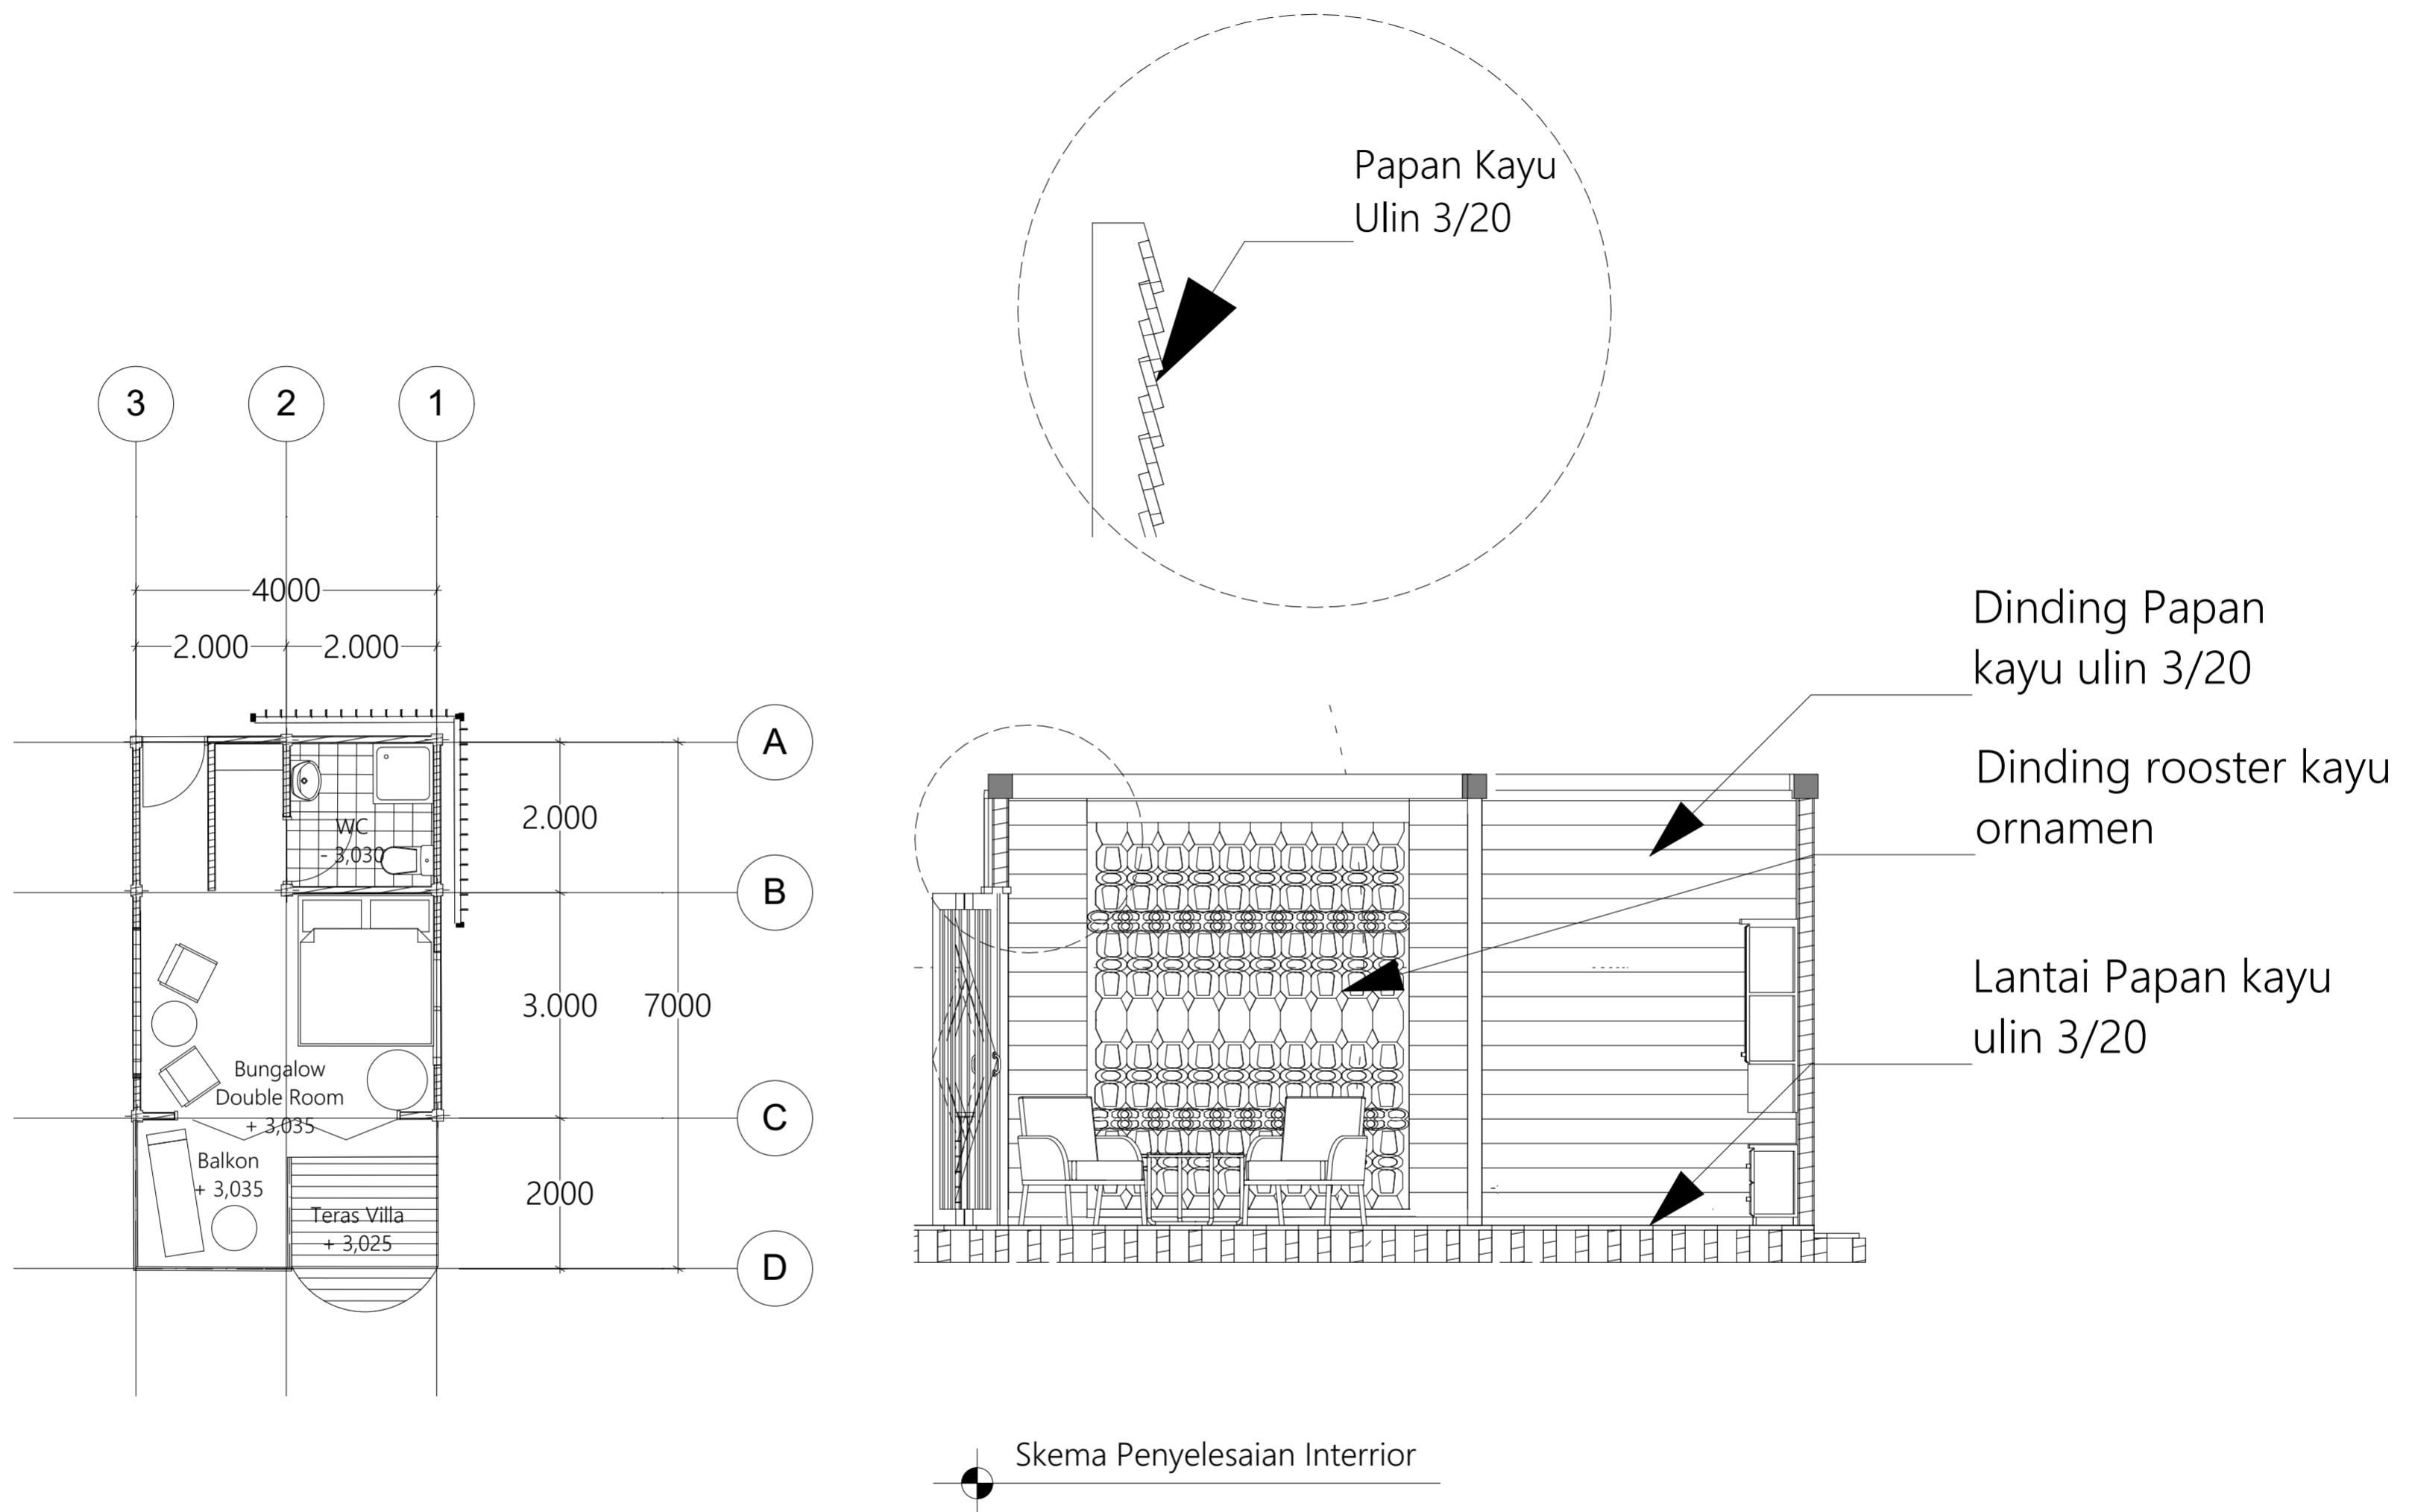 Papan Kayu
Ulin 3/20
3
2
1
4000
2.000
2.000
A
B
C
D
2.000
3.000
7000
2000
WC
- 3,030
Bungalow
Double Room
+ 3,035
Balkon
+ 3,035
Teras Villa
+ 3,025
Dinding Papan
kayu ulin 3/20
Dinding rooster kayu
ornamen
Lantai Papan kayu
ulin 3/20
Skema Penyelesaian Interrior